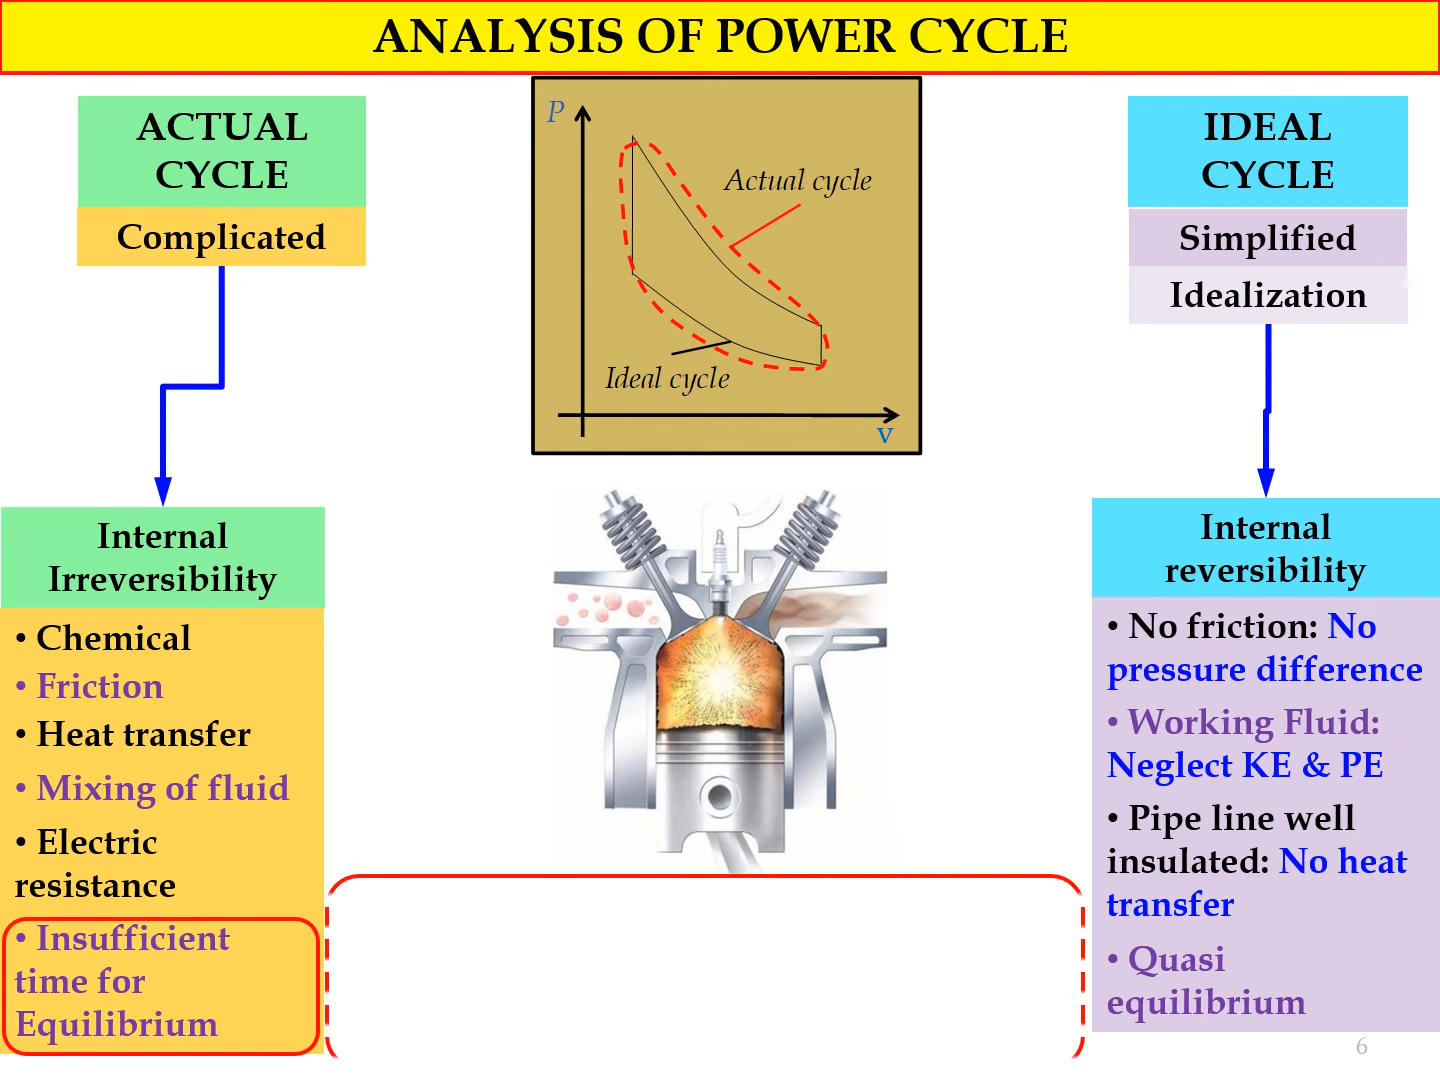 ANALYSIS OF POWER CYCLE
ACTUAL
CYCLE
Complicated
P
Actual cycle
Ideal cycle
v
IDEAL
CYCLE
Simplified
Idealization
Internal
Irreversibility
• Chemical
• Friction
• Heat transfer
• Mixing of fluid
• Electric
resistance
• Insufficient
time for
Equilibrium
Internal
reversibility
• No friction: No
pressure difference
• Working Fluid:
Neglect KE & PE
• Pipe line well
insulated: No heat
transfer
• Quasi
equilibrium
6